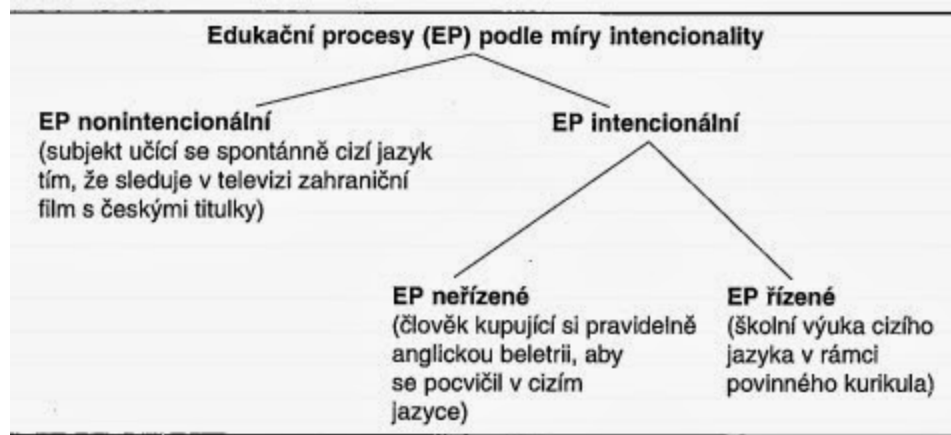 Edukační procesy (EP) podle míry intencionality
EP nonintencionální
(subjekt učící se spontánně cizí jazyk
tím, že sleduje v televizi zahraniční
film s českými titulky)
EP intencionální
EP neřízené
(člověk kupující si pravidelně
anglickou beletrii, aby
se pocvičil v cizím
jazyce)
EP řízené
(školní výuka cizího
jazyka v rámci
povinného kurikula)